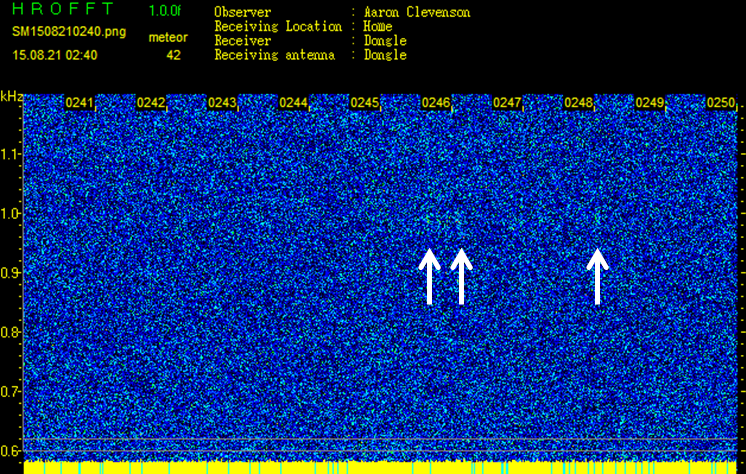 H R O F F T 1.0.0f
SM1508210240.png meteor
15.08.21 02:40 42
Observer : Aaron Clevenson
Receiving Location : Home
Receiver : Dongle
Receiving antenna : Dongle
kHz 0241 0242 0243 0244 0245 0246 0247 0248 0249 0250
1.1
1.0
0.9
0.8
0.7
0.6